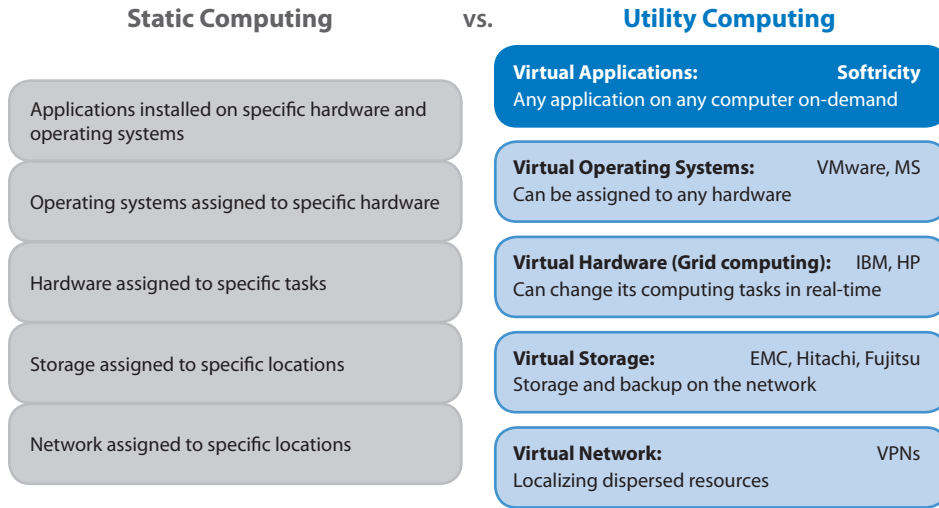 Static Computing vs. Utility Computing
Applications installed on specific hardware and
operating systems
Operating systems assigned to specific hardware
Hardware assigned to specific tasks
Storage assigned to specific locations
Network assigned to specific locations
Virtual Applications: Softricity
Any application on any computer on-demand
Virtual Operating Systems: VMware, MS
Can be assigned to any hardware
Virtual Hardware (Grid computing): IBM, HP
Can change its computing tasks in real-time
Virtual Storage: EMC, Hitachi, Fujitsu
Storage and backup on the network
Virtual Network: VPNs
Localizing dispersed resources